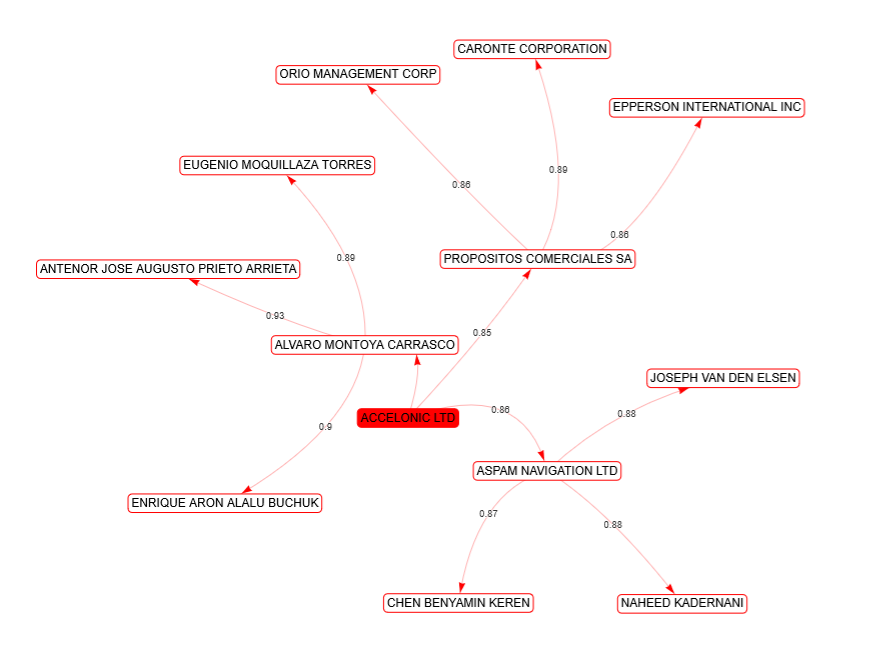 CARONTE CORPORATION
ORIO MANAGEMENT CORP
EPPERSON INTERNATIONAL INC
EUGENIO MOQUILLAZA TORRES
0.89
0.86
0.86
0.89
PROPOSITOS COMERCIALES SA
ANTENOR JOSE AUGUSTO PRIETO ARRIETA
0.93
0.85
ALVARO MONTOYA CARRASCO
JOSEPH VAN DEN ELSEN
ACCELONIC LTD
0.86
0.88
0.9
ASPAM NAVIGATION LTD
ENRIQUE ARON ALALU BUCHUK
0.87
0.88
CHEN BENYAMIN KEREN
NAHEED KADERNANI